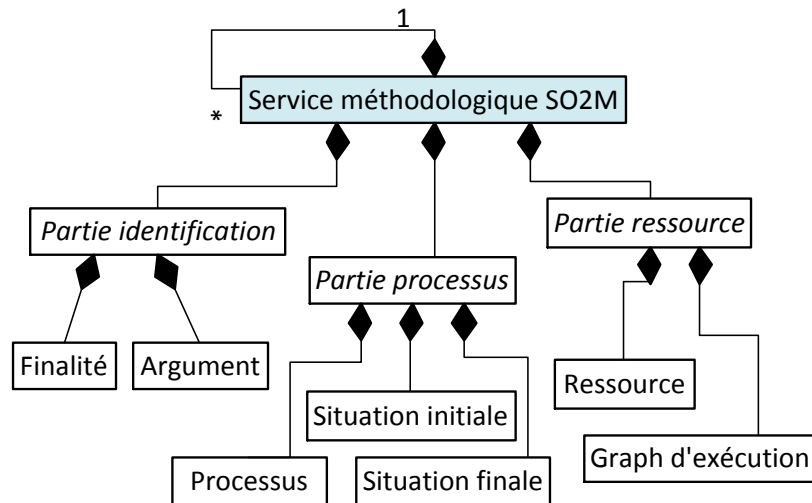 1
Service méthodologique SO2M
*
Partie identification
Partie ressource
Partie processus
Finalité
Argument
Ressource
Situation initiale
Graph d'exécution
Processus
Situation finale